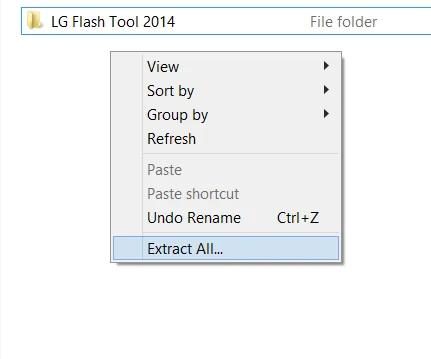 LG Flash Tool 2014 File folder
View
Sort by
Group by
Refresh
Paste
Paste shortcut
Undo Rename Ctrl+Z
Extract All...